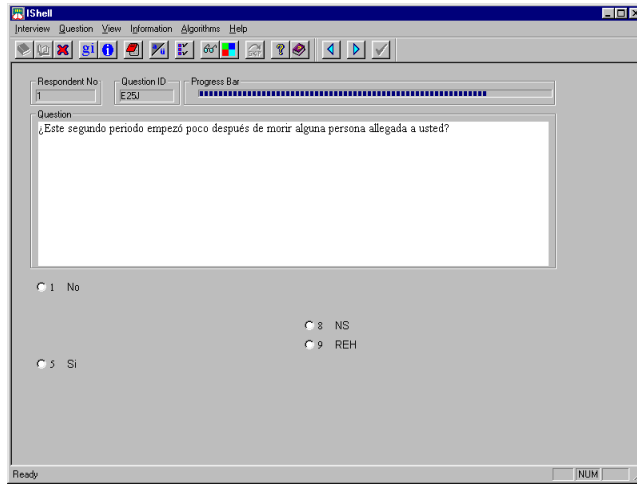 IShell
Interview Question View Information Algorithms Help
Respondent No
Question ID
Progress Bar
1
E25J
Question
¿Este segundo periodo empezó poco después de morir alguna persona allegada a usted?
1 No
8 NS
9 REH
5 Si
Ready
NUM